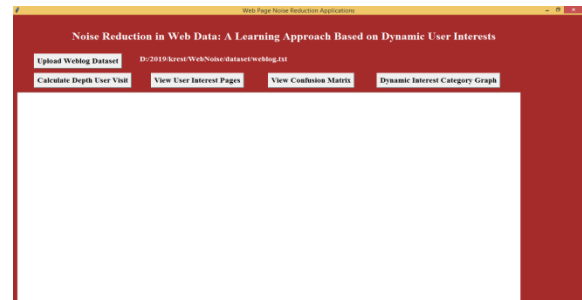 Web Page Noise Reduction Applications
Noise Reduction in Web Data: A Learning Approach Based on Dynamic User Interests
Upload Weblog Dataset D:/2019/krest/WebNoise/dataset/weblog.txt
Calculate Depth User Visit View User Interest Pages View Confusion Matrix Dynamic Interest Category Graph